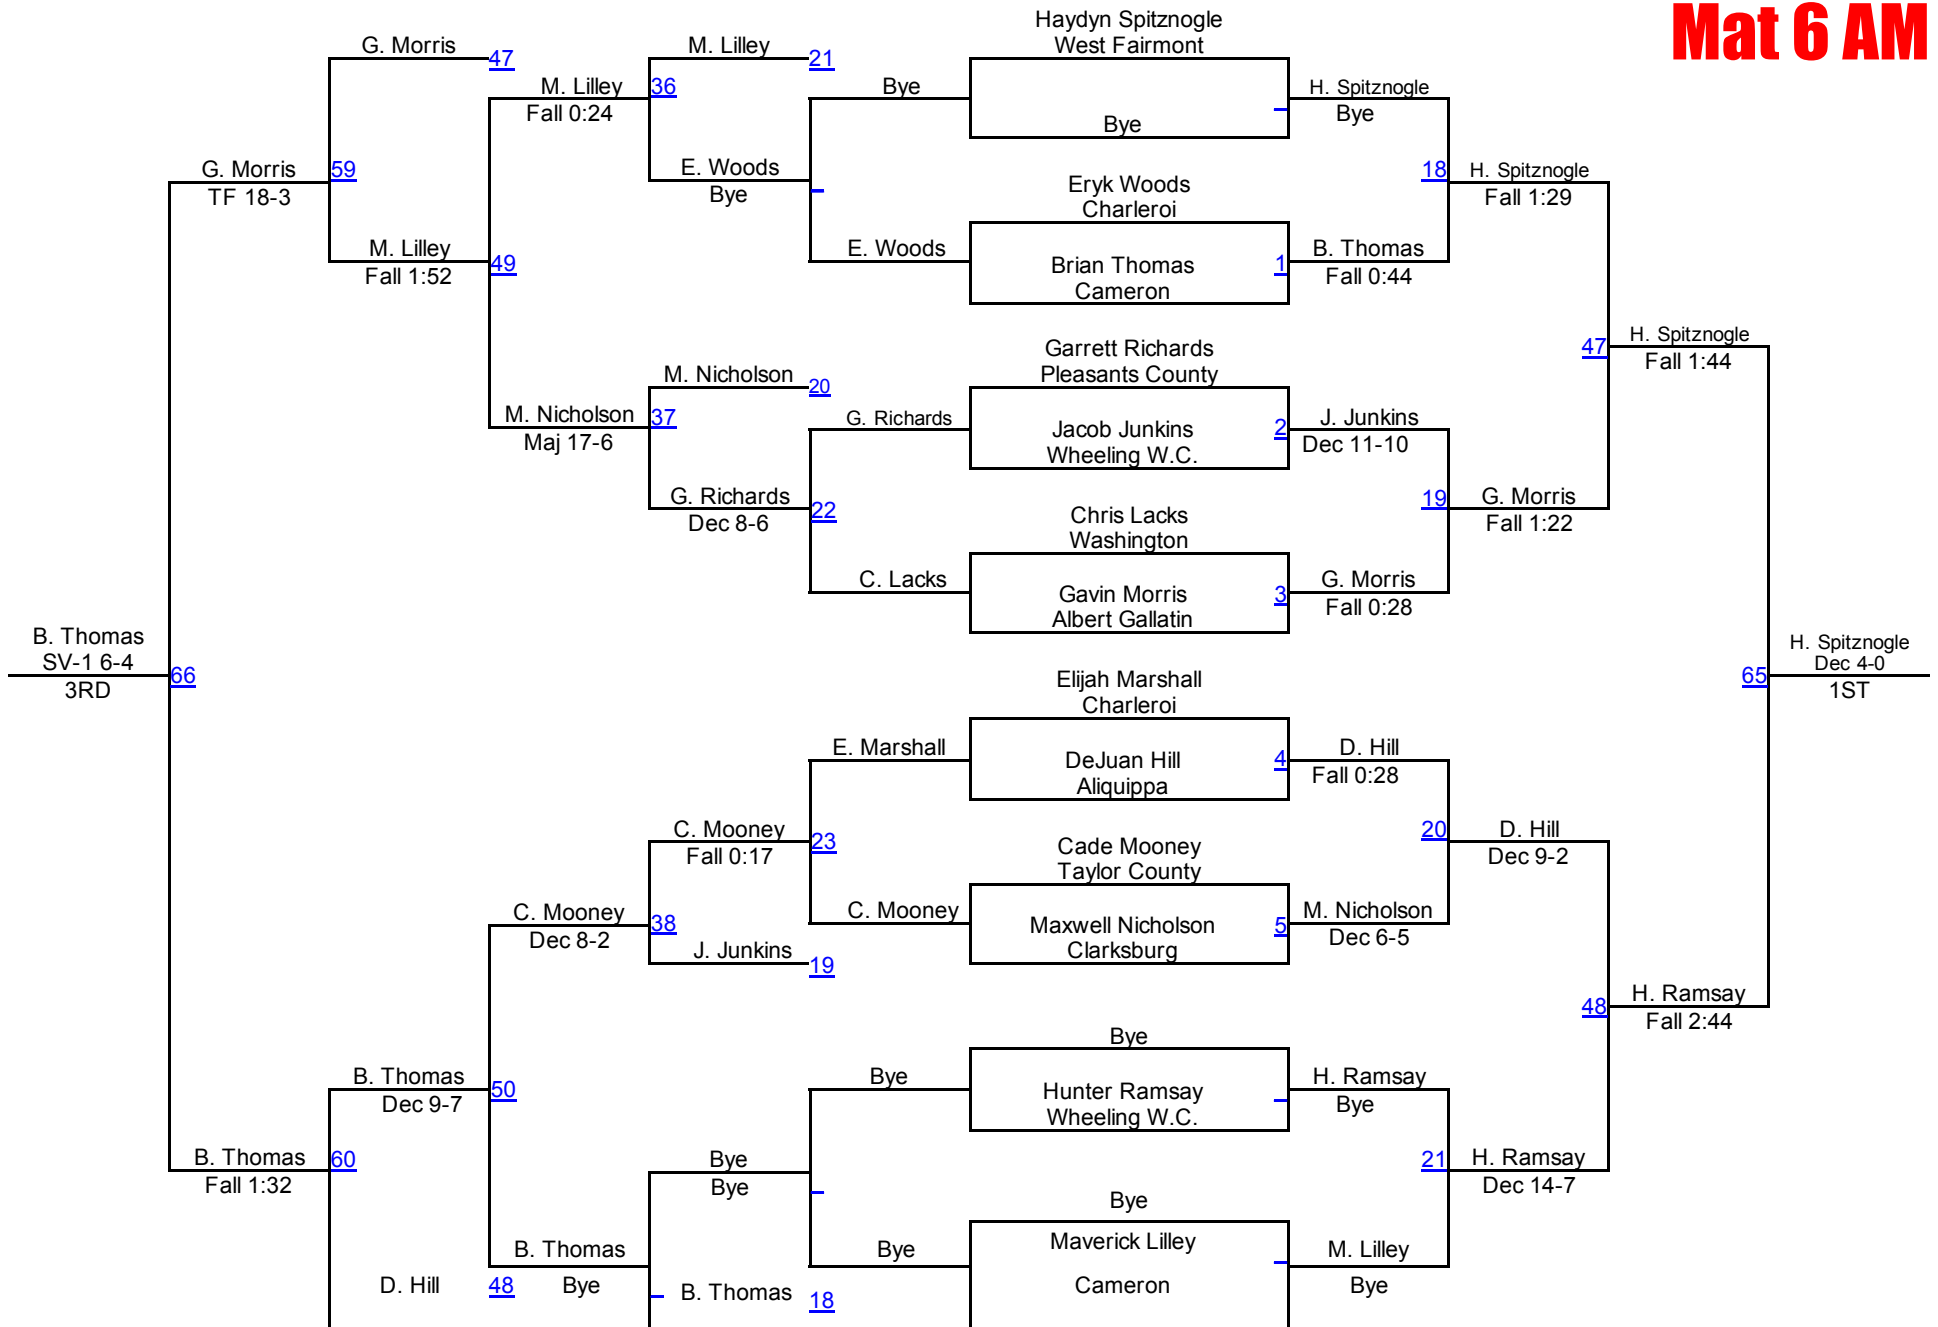 Mat 6 AM
Haydyn Spitznogle
G. Morris
M. Lilley
West Fairmont
47
21
M. Lilley
36
Bye
H. Spitznogle
Fall 0:24
Bye
Bye
G. Morris
59
E. Woods
18
H. Spitznogle
TF 18-3
Bye
Eryk Woods
Fall 1:29
Charleroi
M. Lilley
49
E. Woods
Brian Thomas
1
B. Thomas
Fall 1:52
Cameron
Fall 0:44
Garrett Richards
47
H. Spitznogle
M. Nicholson
20
Pleasants County
Fall 1:44
M. Nicholson
37
G. Richards
Jacob Junkins
2
J. Junkins
Maj 17-6
Wheeling W.C.
Dec 11-10
G. Richards
22
Chris Lacks
19
G. Morris
Dec 8-6
Washington
Fall 1:22
C. Lacks
Gavin Morris
3
G. Morris
Albert Gallatin
Fall 0:28
B. Thomas
H. Spitznogle
SV-1 6-4
66
Elijah Marshall
65
Dec 4-0
3RD
Charleroi
1ST
E. Marshall
DeJuan Hill
4
D. Hill
Aliquippa
Fall 0:28
C. Mooney
23
Cade Mooney
20
D. Hill
Fall 0:17
Taylor County
Dec 9-2
C. Mooney
38
C. Mooney
Maxwell Nicholson
5
M. Nicholson
Dec 8-2
J. Junkins
19
Clarksburg
Dec 6-5
Bye
48
H. Ramsay
Fall 2:44
B. Thomas
50
Bye
Hunter Ramsay
H. Ramsay
Dec 9-7
Wheeling W.C.
Bye
B. Thomas
60
Bye
21
H. Ramsay
Fall 1:32
Bye
Bye
Dec 14-7
B. Thomas
Bye
Maverick Lilley
M. Lilley
D. Hill
48
Bye
B. Thomas
18
Cameron
Bye